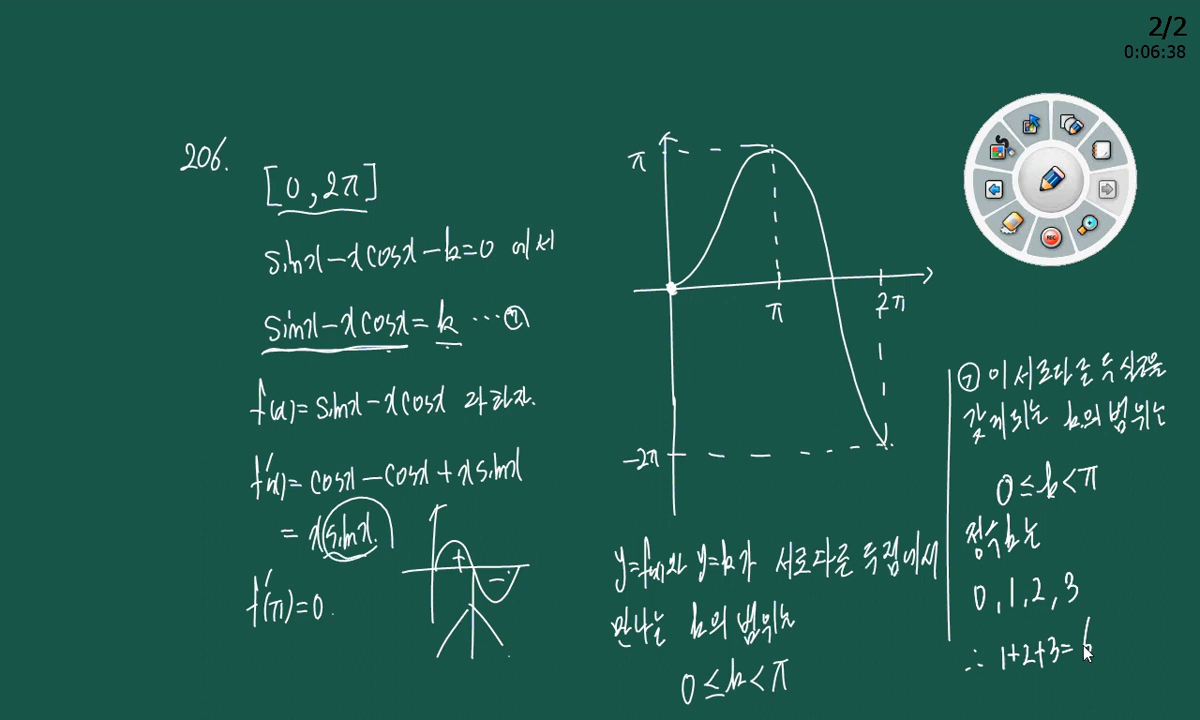 2/2
0:06:38
206.
[0, 2π]
sinx-xcosx-k=0 에서
sinx-xcosx=k …㉠
f(x)=sinx-xcosx 라하자.
f'(x)=cosx-cosx+xsinx
=xsinx.
f'(π)=0.
+
-
π
π
2π
-2π
y=f(x)와 y=k가 서로다른 두점에서
만나는 k의 범위는
0≤k<π
㉠이 서로다른 두실근을
갖게되는 k의 범위는
0≤k<π
정수k는
0, 1, 2, 3
∴ 1+2+3=6
REC